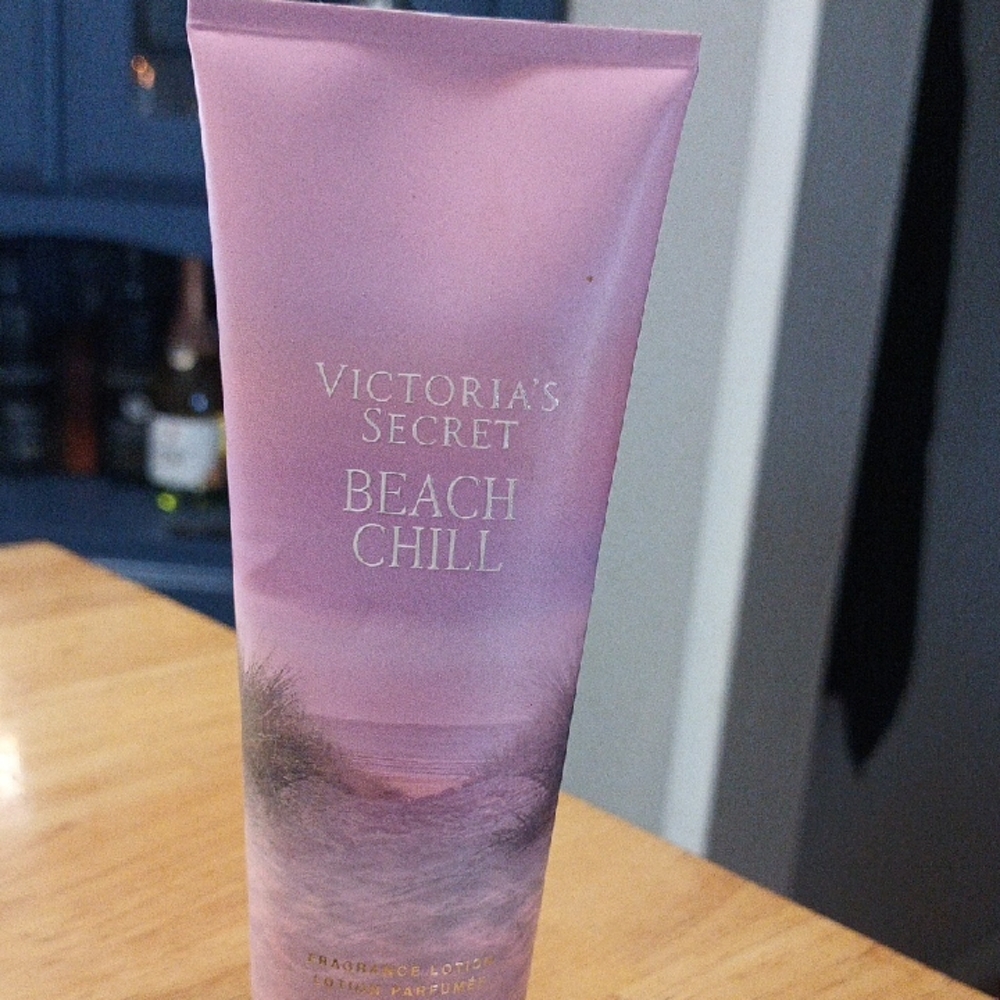 VICTORIA'S
SECRET
BEACH
CHILL
FRAGRANCE LOTION
LOTION PARFUMÉE